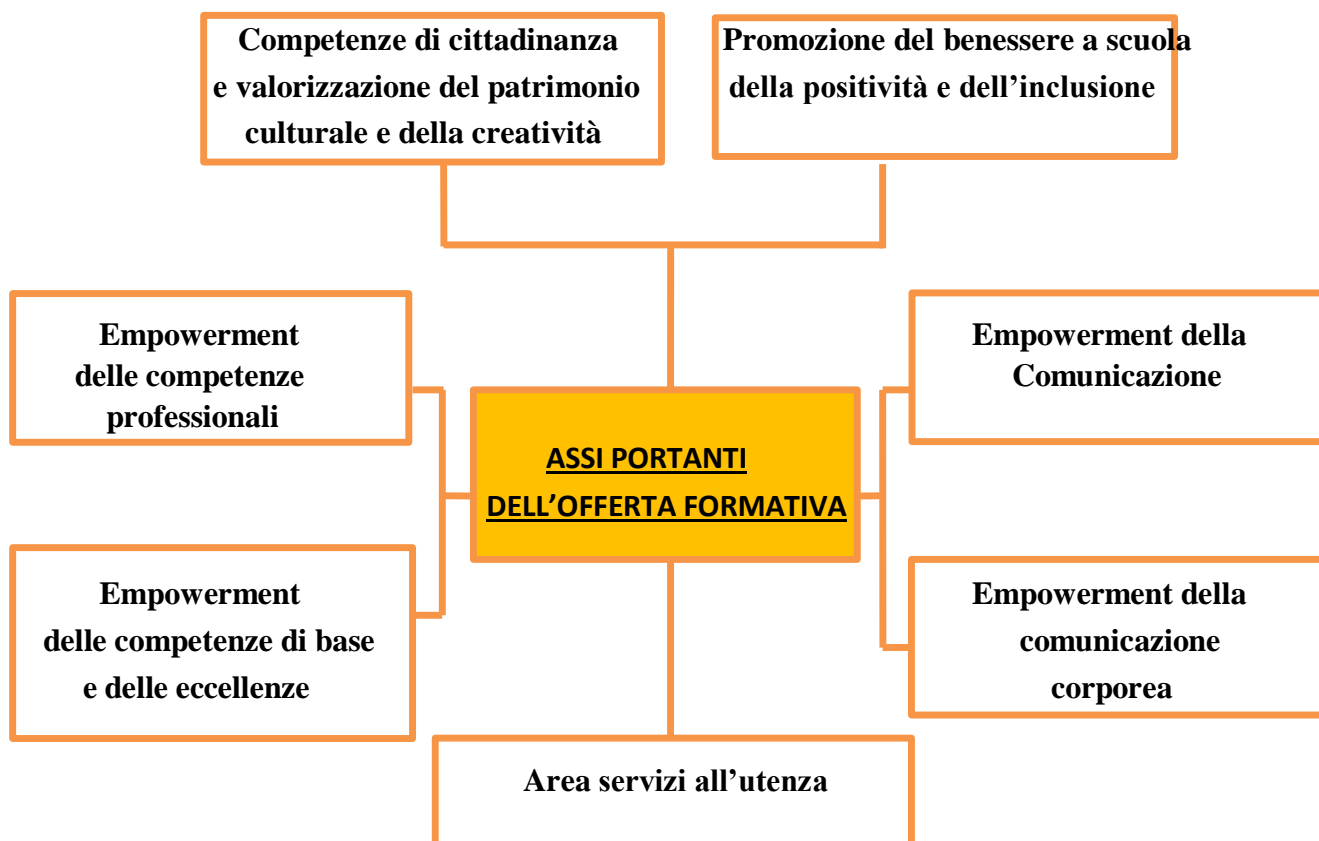 Competenze di cittadinanza
e valorizzazione del patrimonio
culturale e della creatività
Promozione del benessere a scuola
della positività e dell’inclusione
Empowerment
delle competenze
professionali
Empowerment della
Comunicazione
ASSI PORTANTI
DELL’OFFERTA FORMATIVA
Empowerment
delle competenze di base
e delle eccellenze
Empowerment della
comunicazione
corporea
Area servizi all’utenza